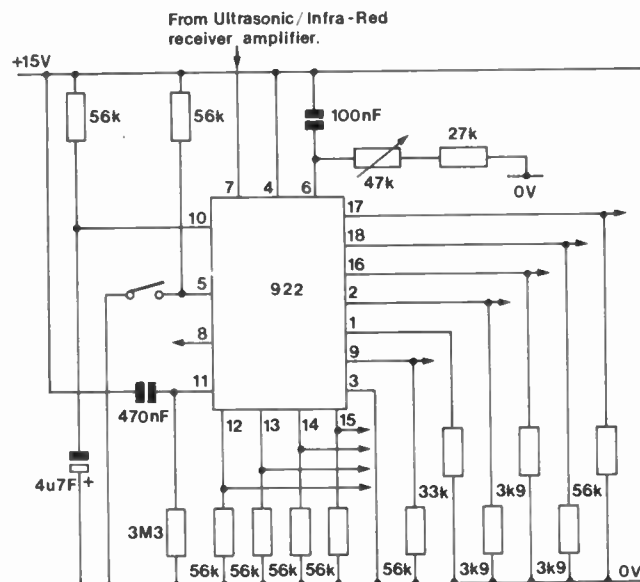 From Ultrasonic/Infra-Red
receiver amplifier.
+15V
56k
56k
100nF
27k
47k
0V
7
4
6
17
10
18
16
922
5
2
1
8
9
11
3
470nF
12
13
14
15
4u7F +
33k
3k9
56k
3M3
56k
56k
56k
56k
56k
3k9
3k9
0V